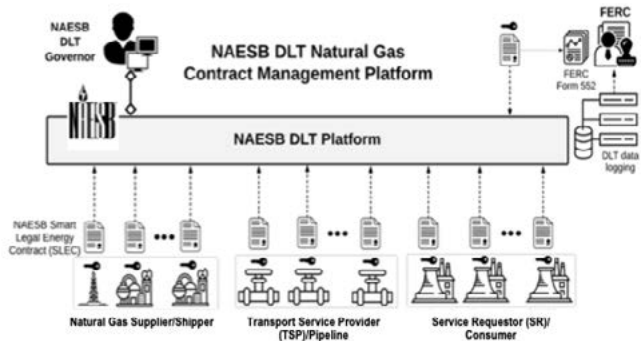 NAESB
DLT
Governor
NAESB DLT Natural Gas
Contract Management Platform
FERC
FERC
Form 552
NAESB
NAESB DLT Platform
DLT data
logging
NAESB Smart
Legal Energy
Contract (SLEC)
Natural Gas Supplier/Shipper
Transport Service Provider
(TSP)/Pipeline
Service Requestor (SR)/
Consumer